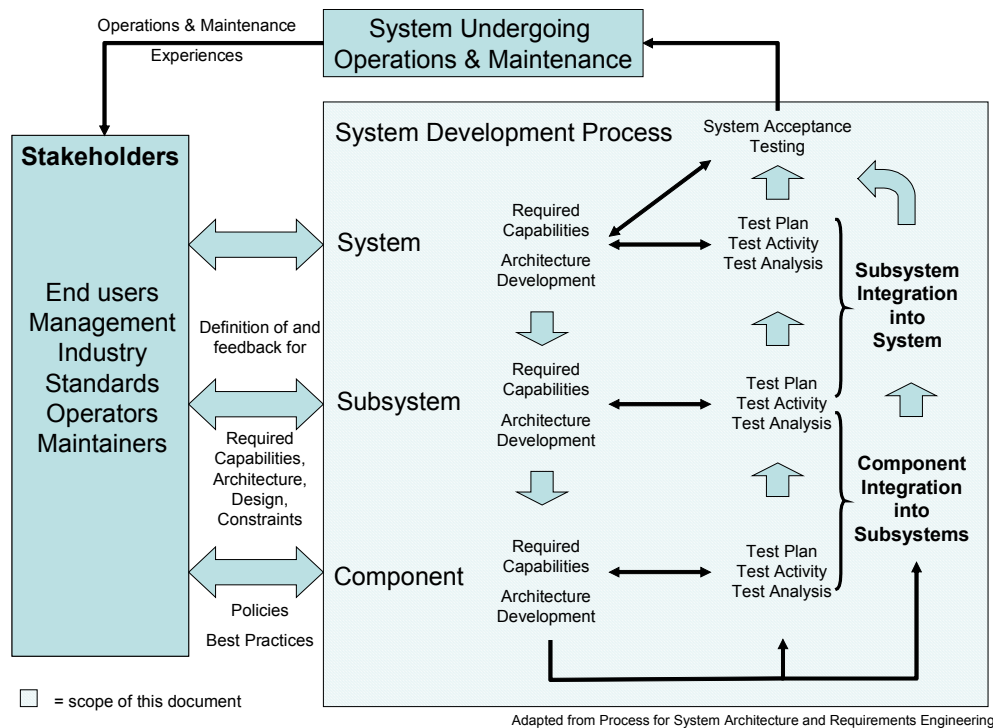 Operations & Maintenance
Experiences
System Undergoing
Operations & Maintenance
Stakeholders
End users
Management
Industry
Standards
Operators
Maintainers
Definition of and
feedback for
Required
Capabilities,
Architecture,
Design,
Constraints
Policies
Best Practices
System Development Process
System Acceptance
Testing
System
Required
Capabilities
Architecture
Development
Test Plan
Test Activity
Test Analysis
Subsystem
Integration
into
System
Subsystem
Required
Capabilities
Architecture
Development
Test Plan
Test Activity
Test Analysis
Component
Integration
into
Subsystems
Component
Required
Capabilities
Architecture
Development
Test Plan
Test Activity
Test Analysis
= scope of this document
Adapted from Process for System Architecture and Requirements Engineering